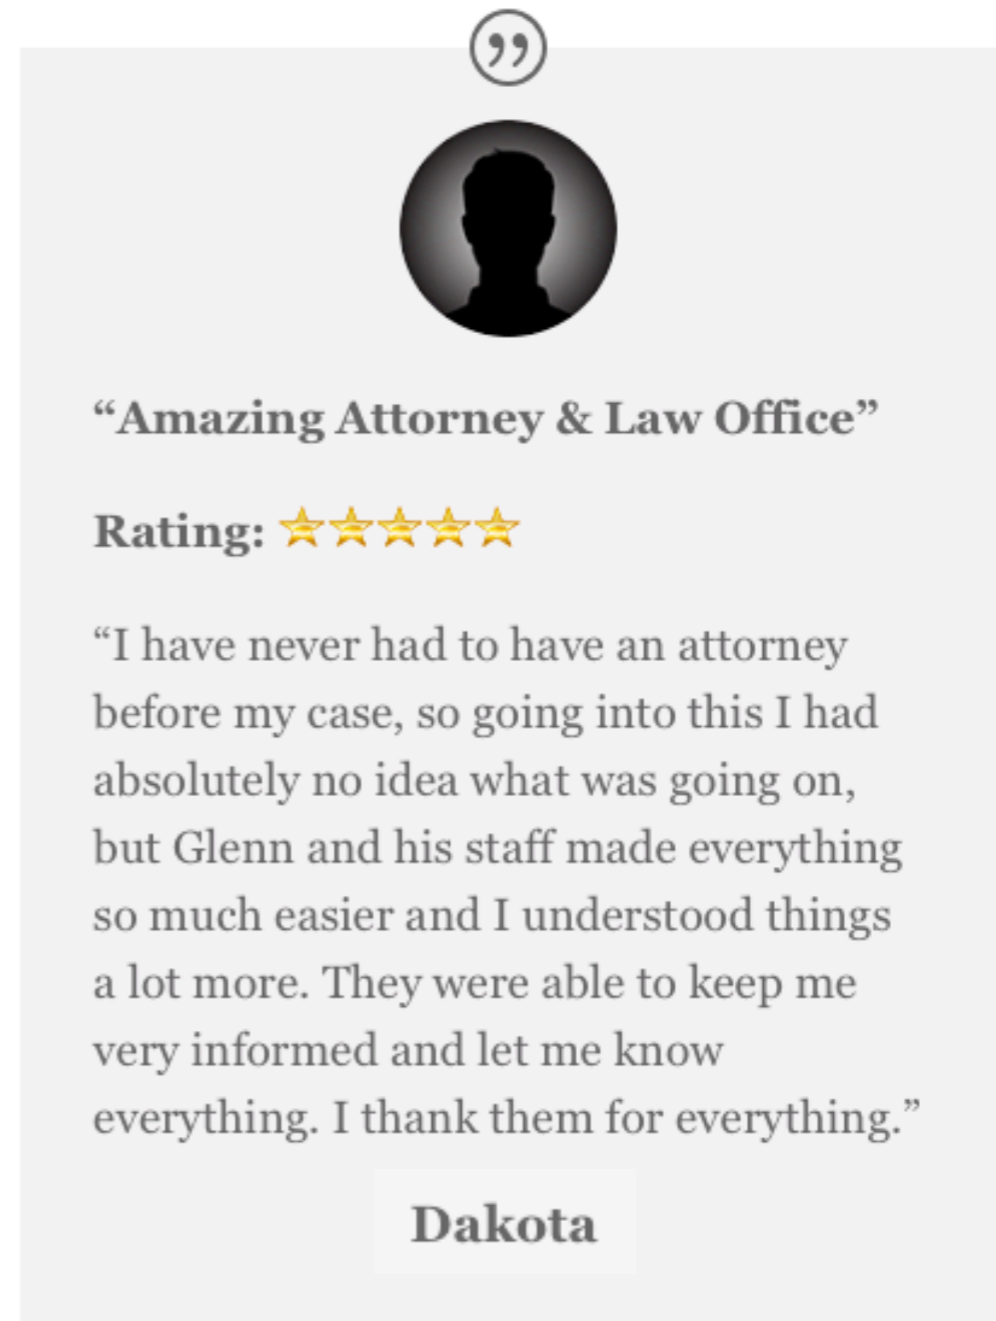 ”
“Amazing Attorney & Law Office”
Rating: ⭐⭐⭐⭐⭐
“I have never had to have an attorney
before my case, so going into this I had
absolutely no idea what was going on,
but Glenn and his staff made everything
so much easier and I understood things
a lot more. They were able to keep me
very informed and let me know
everything. I thank them for everything.”
Dakota